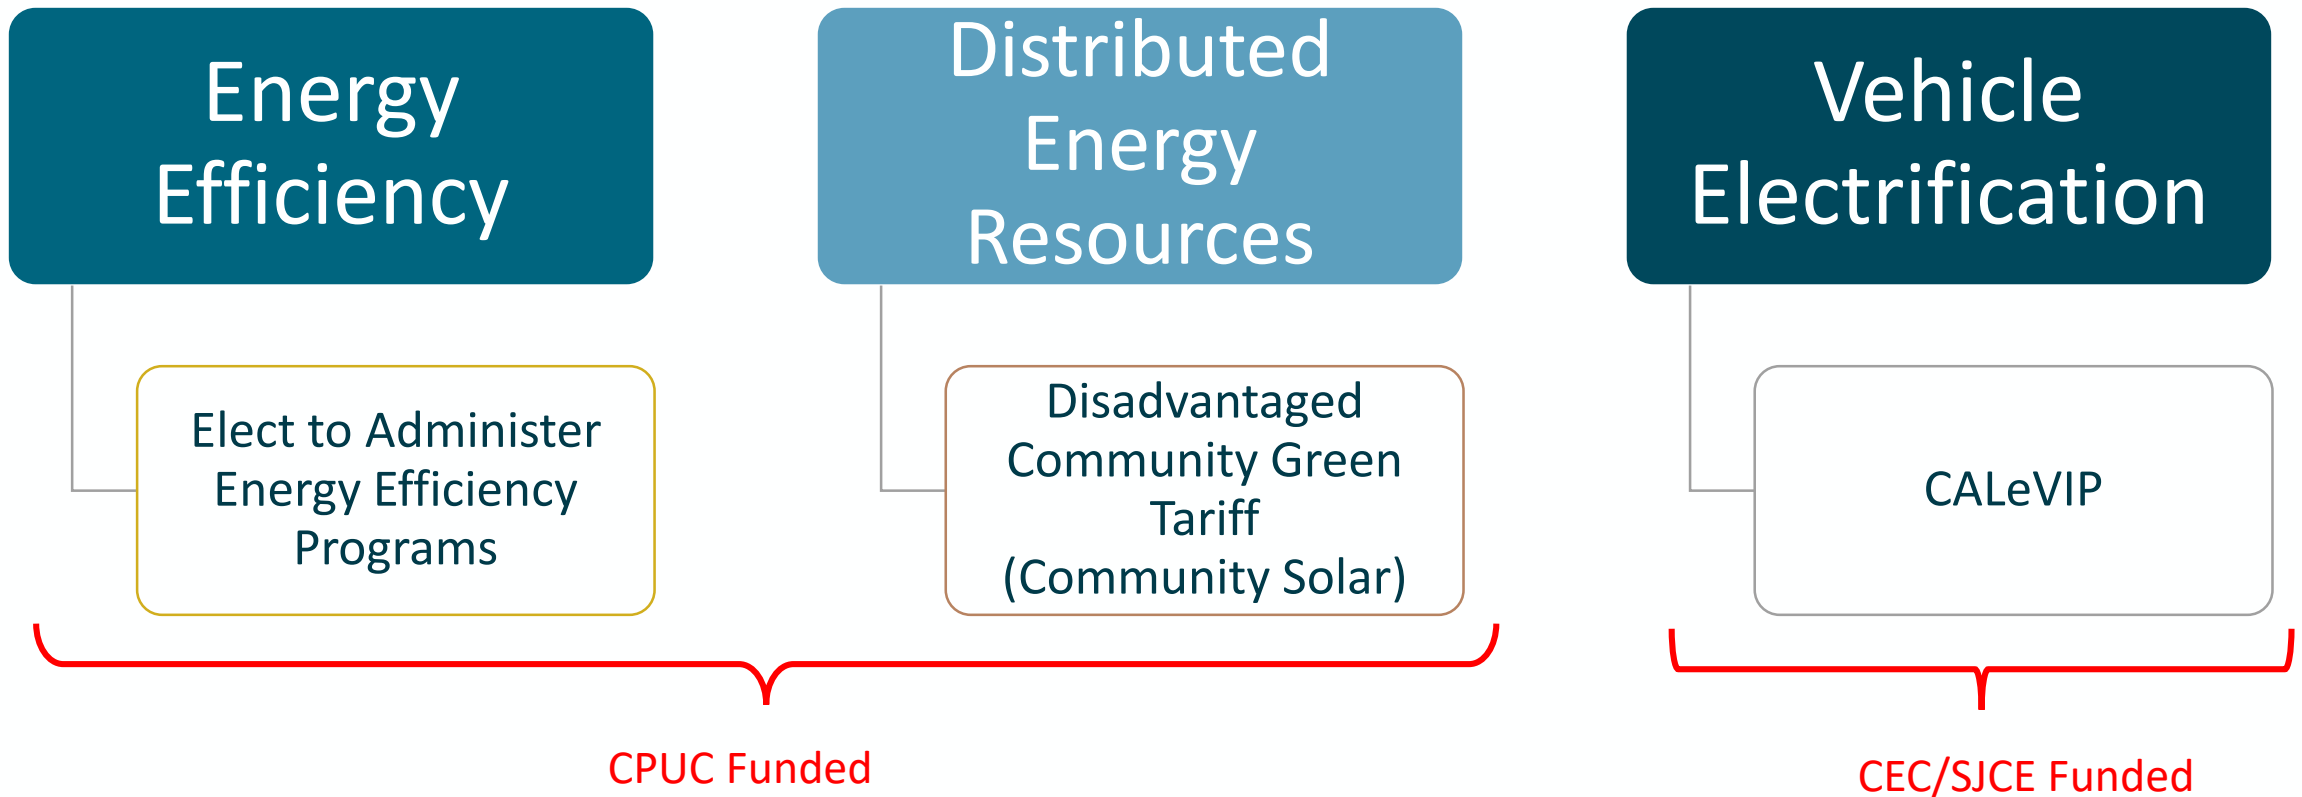 Energy
Efficiency
Elect to Administer
Energy Efficiency
Programs
Distributed
Energy
Resources
Disadvantaged
Community Green
Tariff
(Community Solar)
Vehicle
Electrification
CALeVIP
CPUC Funded
CEC/SJCE Funded